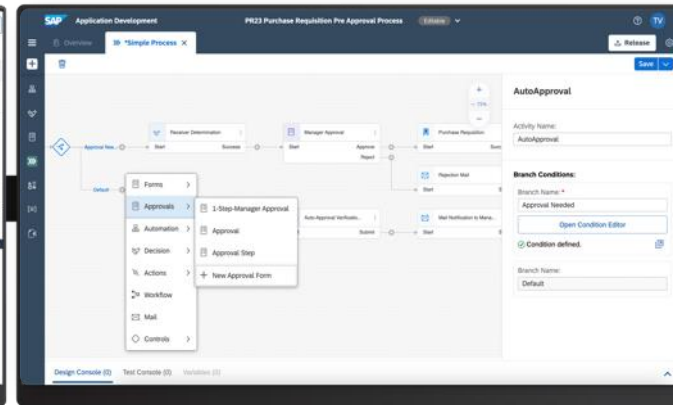 SAP Application Development
PR23 Purchase Requisition Pre Approval Process
Editable
TV
Overview
*Simple Process X
Release
Save
AutoApproval
Activity Name:
AutoApproval
Branch Conditions:
Branch Name: *
Approval Needed
Open Condition Editor
Condition defined.
Branch Name:
Default
Receiver Determination
Start Success
Manager Approval
Start Approve
Reject
Purchase Requisition
Start
Rejection Mail
Start
Default
Forms
Approvals
Automation
Decision
Actions
Workflow
Mail
Controls
1-Step-Manager Approval
Approval
Approval Step
+ New Approval Form
Auto-Approval Verificatio...
Submit
Mail Notification to Mana...
Start
Design Console (0) Test Console (0) Variables (0)